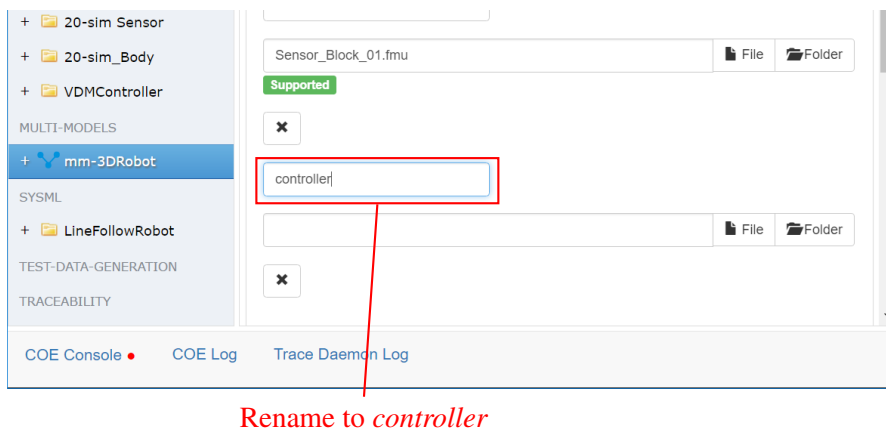 + 20-sim Sensor
+ 20-sim_Body
Sensor_Block_01.fmu File Folder
Supported
+ VDMController
MULTI-MODELS
+ mm-3DRobot
controller
SYSML
+ LineFollowRobot
File Folder
TEST-DATA-GENERATION
TRACEABILITY
COE Console COE Log Trace Daemon Log
Rename to controller